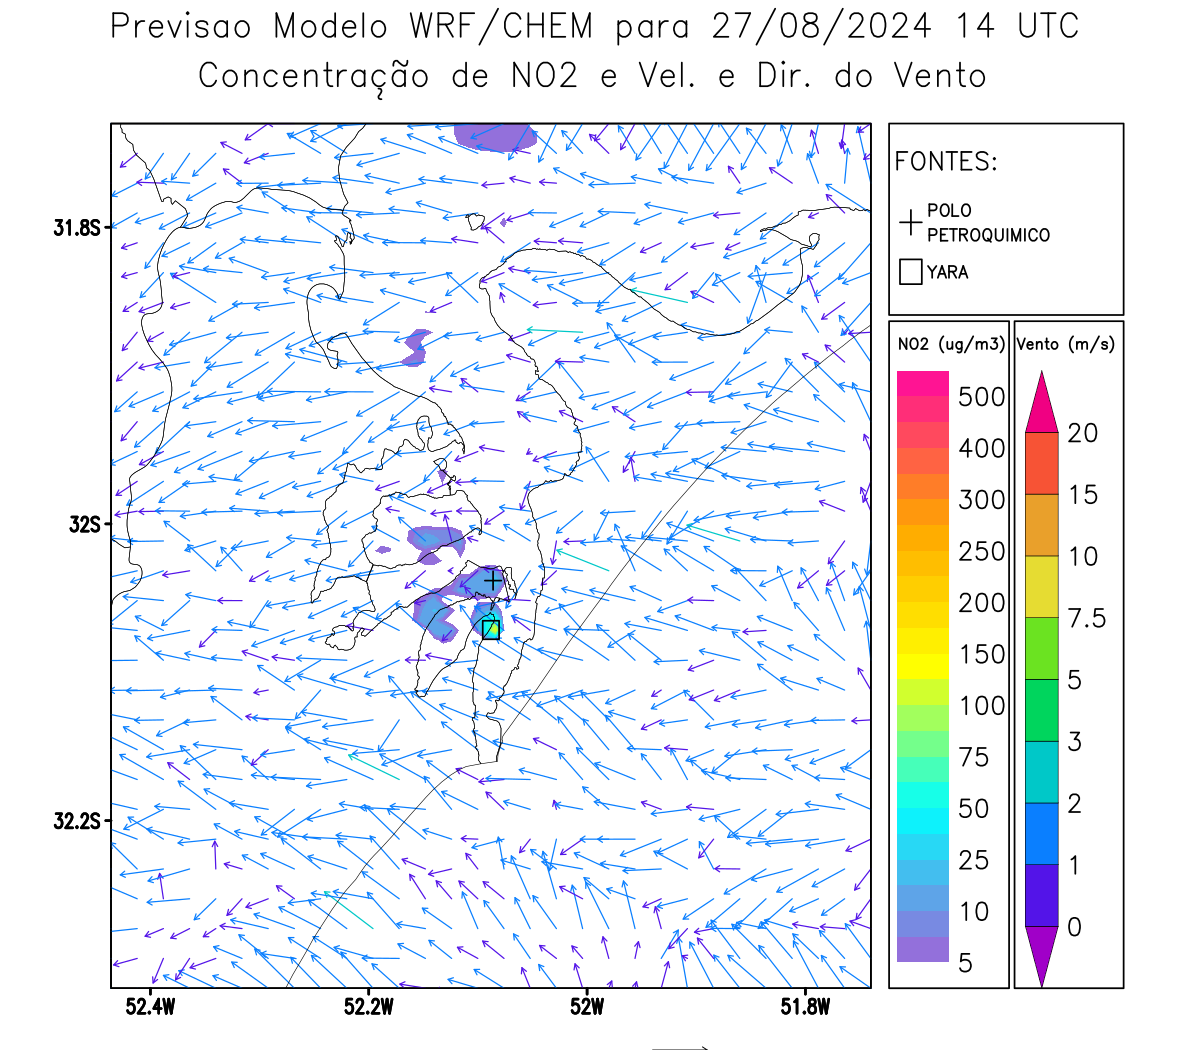 Previsao Modelo WRF/CHEM para 27/08/2024 14 UTC
Concentração de NO2 e Vel. e Dir. do Vento
FONTES:
POLO
PETROQUIMICO
YARA
NO2 (ug/m3)
500
400
300
250
200
150
100
75
50
25
10
5
Vento (m/s)
20
15
10
7.5
5
3
2
1
0
31.8S
32S
32.2S
52.4W
52.2W
52W
51.8W